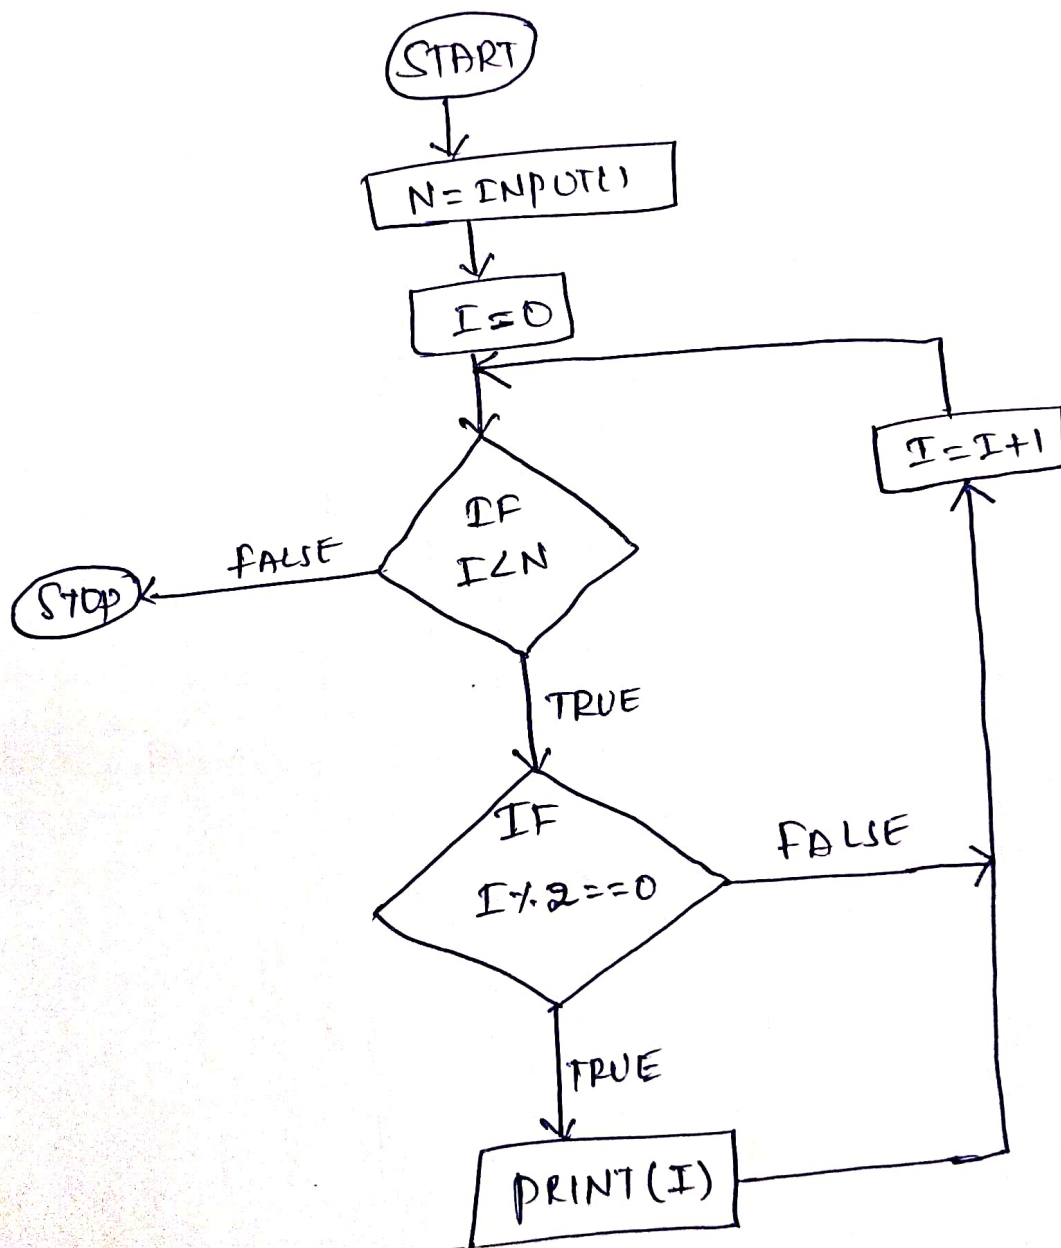 START
N=INPUT()
I=0
I=I+1
IF
I<N
FALSE
STOP
TRUE
IF
I%2==0
FALSE
TRUE
PRINT(I)